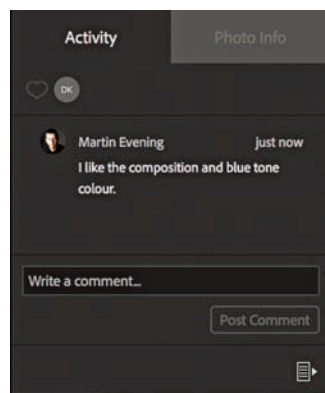 Activity Photo Info
DK
Martin Evening just now
I like the composition and blue tone
colour.
Write a comment...
Post Comment